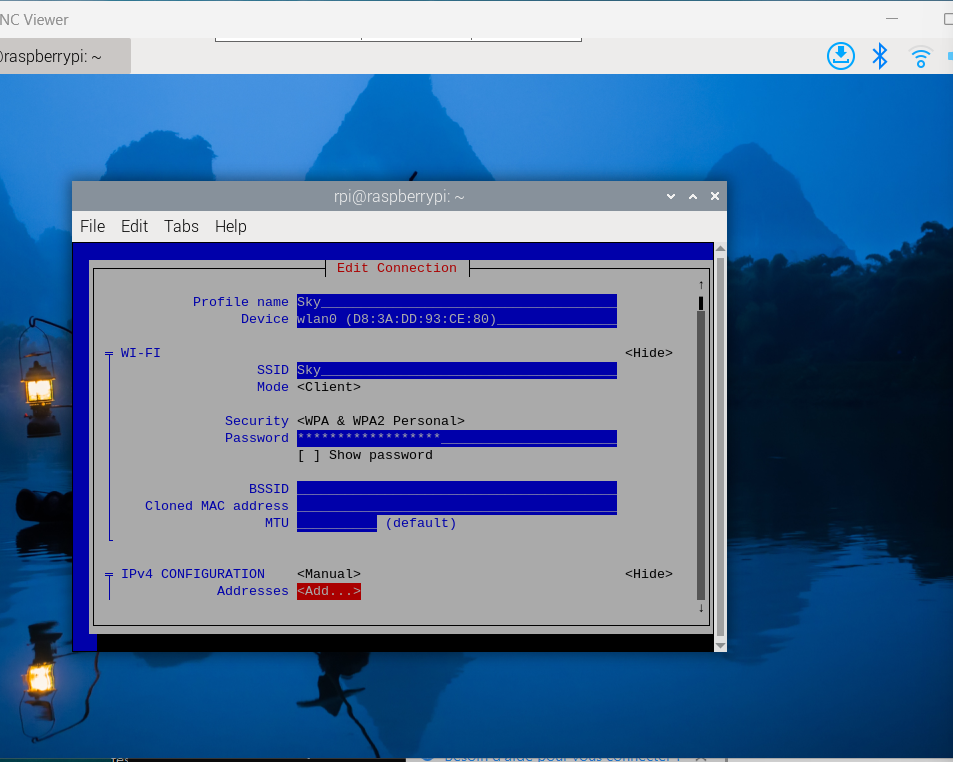 NC Viewer
@raspberrypi: ~
rpi@raspberrypi: ~
File Edit Tabs Help
Edit Connection
Profile name Sky
Device wlan0 (D8:3A:DD:93:CE:80)
WI-FI <Hide>
SSID Sky
Mode <Client>
Security <WPA & WPA2 Personal>
Password ******************
[ ] Show password
BSSID
Cloned MAC address
MTU (default)
IPv4 CONFIGURATION <Manual> <Hide>
Addresses <Add...>